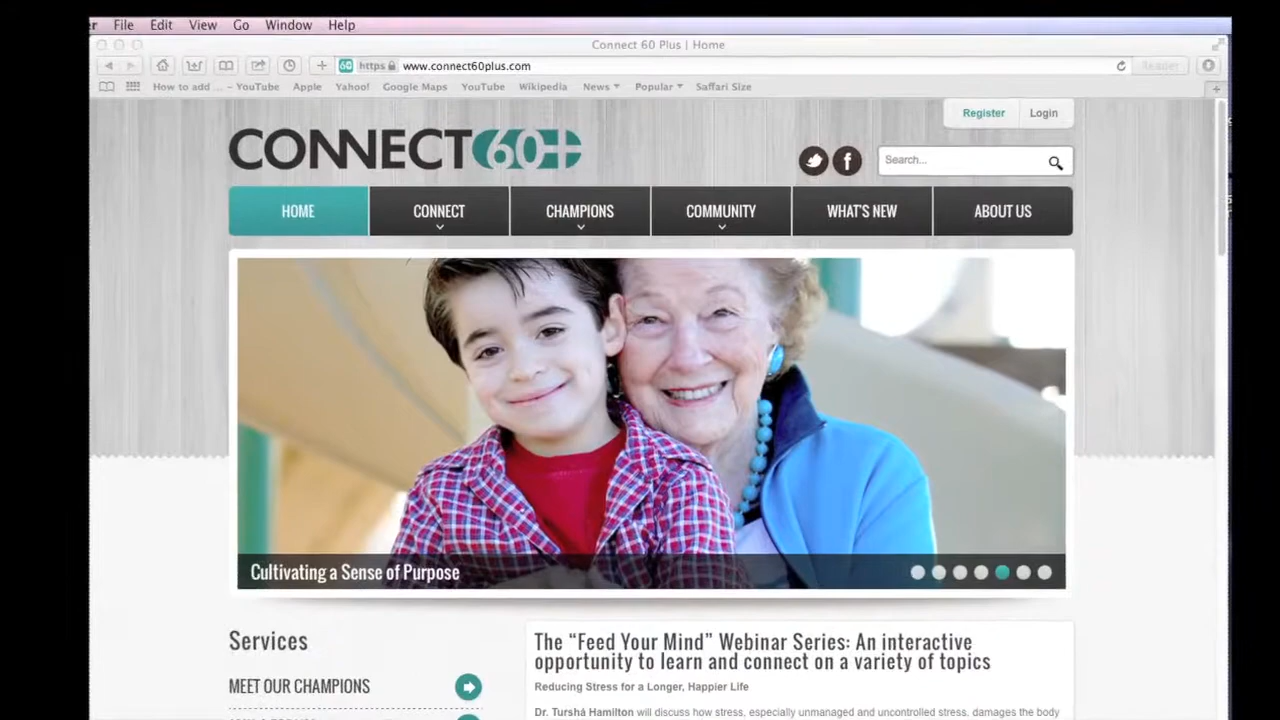 File Edit View Go Window Help
Connect 60 Plus | Home
60 https www.connect60plus.com Reader
How to add ... – YouTube Apple Yahoo! Google Maps YouTube Wikipedia News Popular Saffari Size
Register Login
CONNECT 60+
Search...
HOME CONNECT CHAMPIONS COMMUNITY WHAT'S NEW ABOUT US
Cultivating a Sense of Purpose
Services
MEET OUR CHAMPIONS
The “Feed Your Mind” Webinar Series: An interactive
opportunity to learn and connect on a variety of topics
Reducing Stress for a Longer, Happier Life
Dr. Turshá Hamilton will discuss how stress, especially unmanaged and uncontrolled stress, damages the body